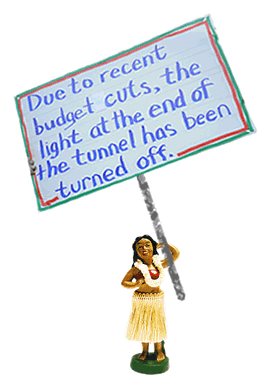 Due to recent
budget cuts, the
light at the end of
the tunnel has been
turned off.